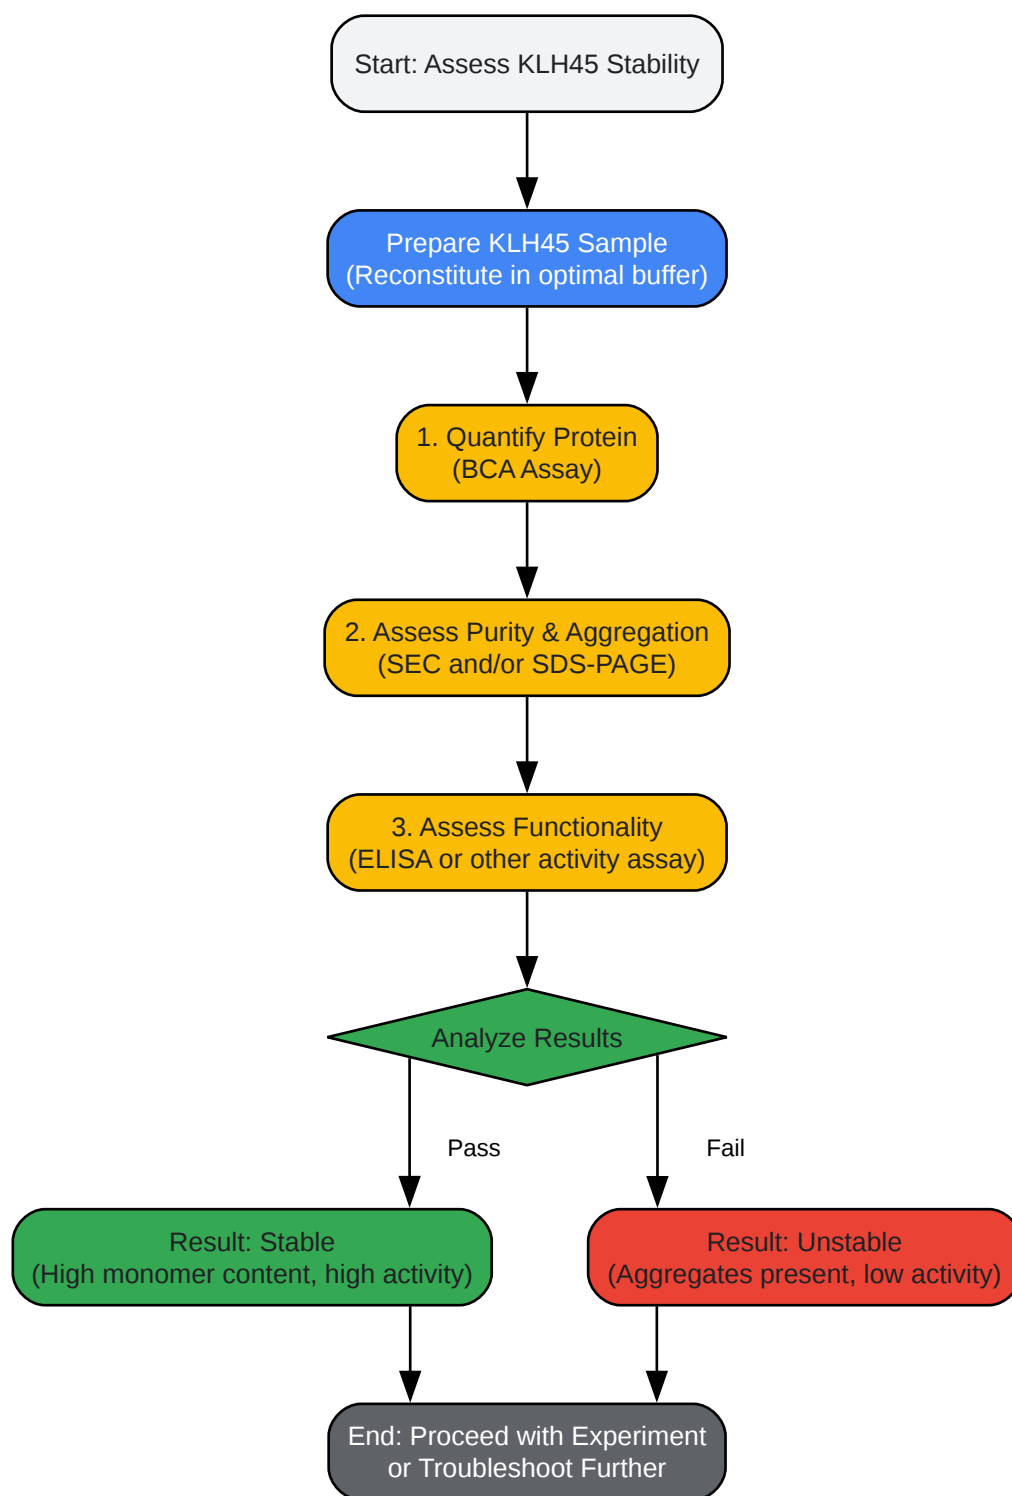 Start: Assess KLH45 Stability
Prepare KLH45 Sample
(Reconstitute in optimal buffer)
1. Quantify Protein
(BCA Assay)
2. Assess Purity & Aggregation
(SEC and/or SDS-PAGE)
3. Assess Functionality
(ELISA or other activity assay)
Analyze Results
Pass
Fail
Result: Stable
(High monomer content, high activity)
Result: Unstable
(Aggregates present, low activity)
End: Proceed with Experiment
or Troubleshoot Further